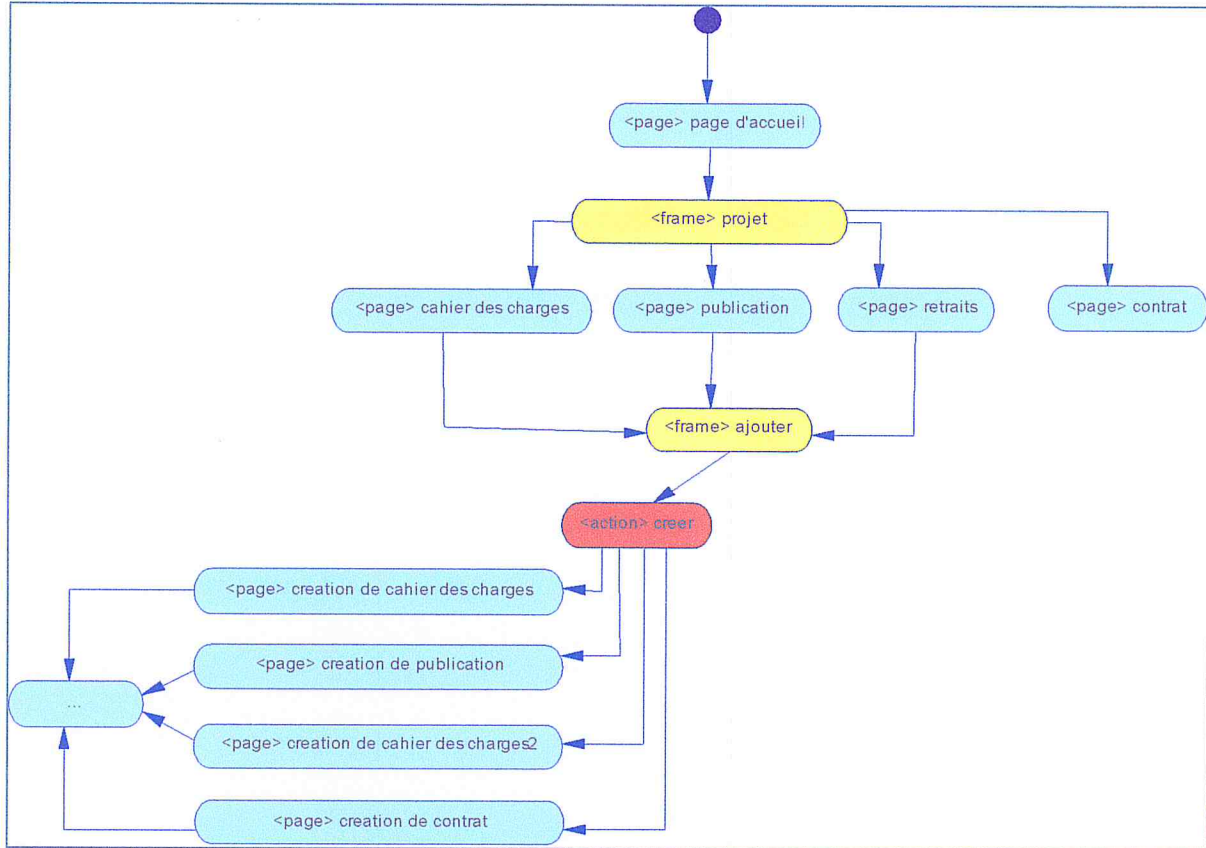 <page> page d'accueil
<frame> projet
<page> cahier des charges
<page> publication
<page> retraits
<page> contrat
<frame> ajouter
<action> creer
<page> creation de cahier des charges
<page> creation de publication
...
<page> creation de cahier des charges2
<page> creation de contrat